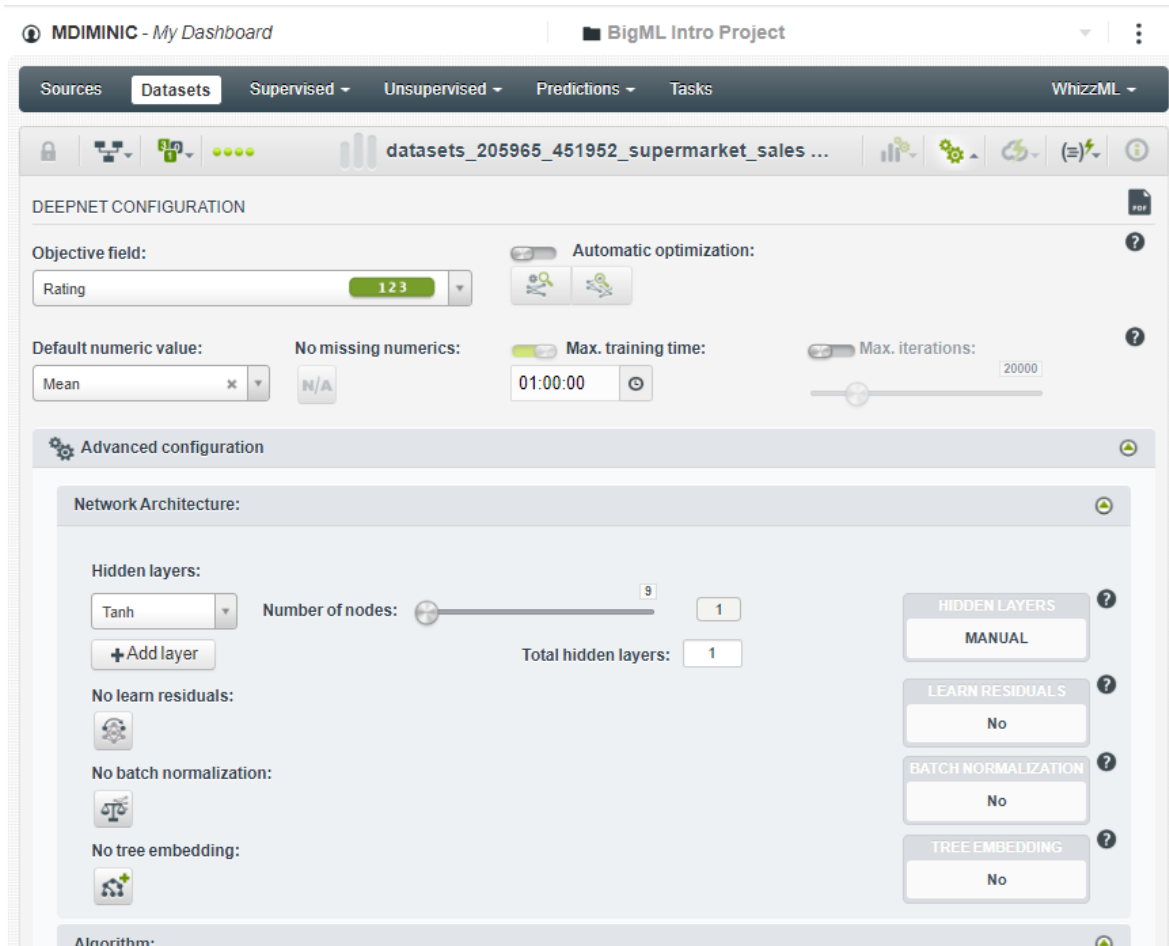 MDIMINIC - My Dashboard
BigML Intro Project
Sources Datasets Supervised Unsupervised Predictions Tasks WhizzML
datasets_205965_451952_supermarket_sales ...
DEEPNET CONFIGURATION
PDF
Objective field:
Automatic optimization:
Rating 123
Default numeric value: No missing numerics: Max. training time: Max. iterations:
Mean N/A 01:00:00 20000
Advanced configuration
Network Architecture:
Hidden layers:
Tanh Number of nodes: 9 1
HIDDEN LAYERS
MANUAL
+Add layer Total hidden layers: 1
No learn residuals:
LEARN RESIDUALS
No
No batch normalization:
BATCH NORMALIZATION
No
No tree embedding:
TREE EMBEDDING
No
Algorithm: